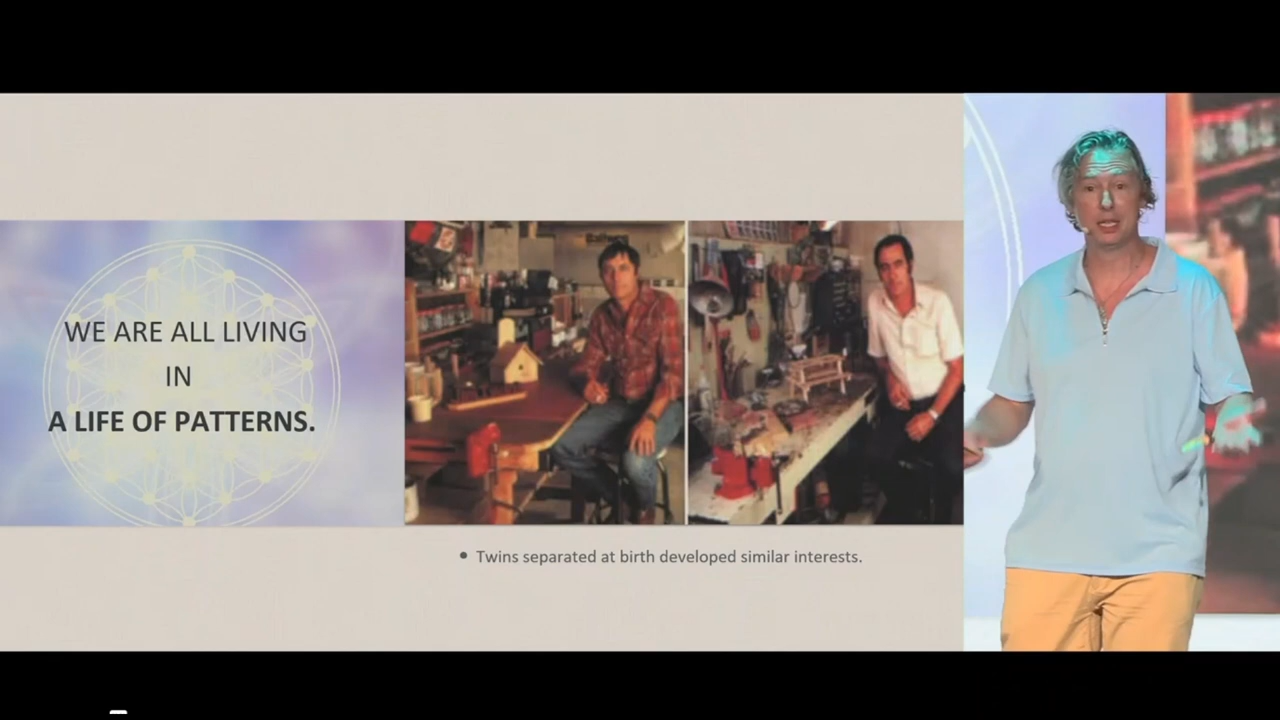 WE ARE ALL LIVING
IN
A LIFE OF PATTERNS.
• Twins separated at birth developed similar interests.